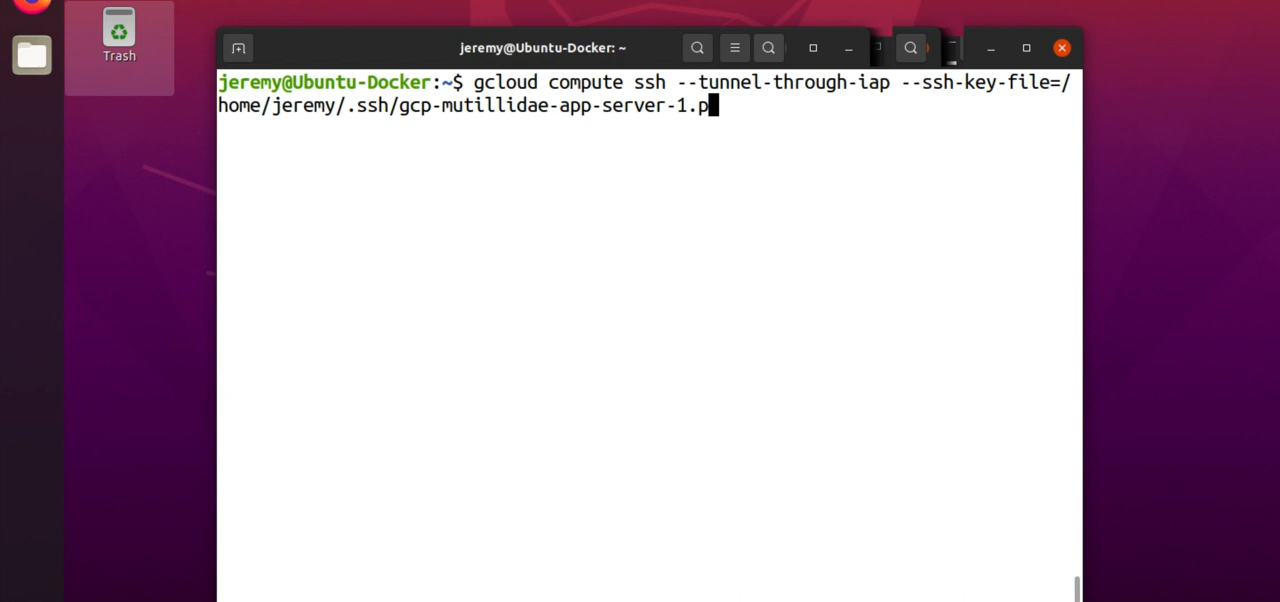 Trash
jeremy@Ubuntu-Docker: ~
jeremy@Ubuntu-Docker:~$ gcloud compute ssh --tunnel-through-iap --ssh-key-file=/
home/jeremy/.ssh/gcp-mutillidae-app-server-1.p